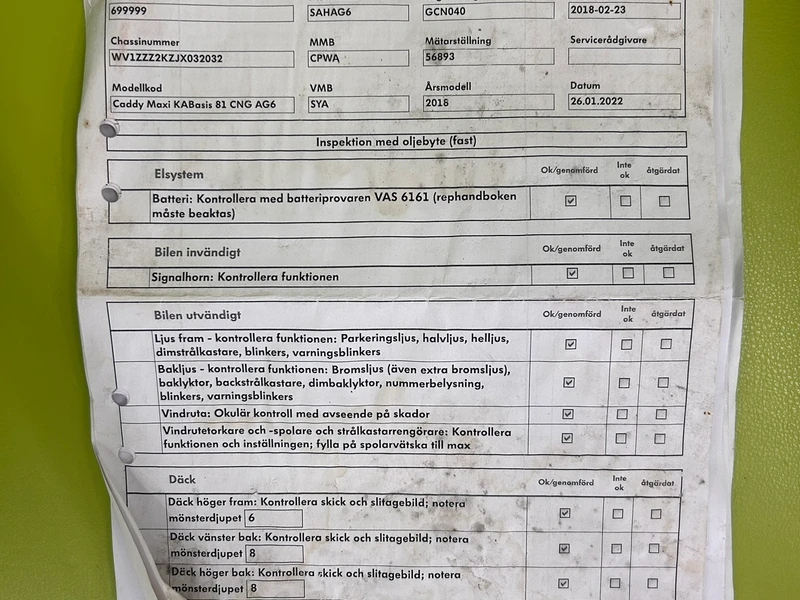 699999 SAHAG6 GCN040 2018-02-23
Chassinummer MMB Mätarställning Servicerådgivare
WV1ZZZ2KZJX032032 CPWA 56893
Modellkod VMB Årsmodell Datum
Caddy Maxi KABasis 81 CNG AG6 SYA 2018 26.01.2022
Inspektion med oljebyte (fast)
Elsystem Ok/genomförd Inte ok åtgärdat
Batteri: Kontrollera med batteriprovaren VAS 6161 (rephandboken
måste beaktas)
Bilen invändigt Ok/genomförd Inte ok åtgärdat
Signalhorn: Kontrollera funktionen
Bilen utvändigt Ok/genomförd Inte ok åtgärdat
Ljus fram - kontrollera funktionen: Parkeringsljus, halvljus, helljus,
dimstrålkastare, blinkers, varningsblinkers
Bakljus - kontrollera funktionen: Bromsljus (även extra bromsljus),
baklyktor, backstrålkastare, dimbaklyktor, nummerbelysning,
blinkers, varningsblinkers
Vindruta: Okulär kontroll med avseende på skador
Vindrutetorkare och -spolare och strålkastarrengörare: Kontrollera
funktionen och inställningen; fylla på spolarvätska till max
Däck Ok/genomförd Inte ok åtgärdat
Däck höger fram: Kontrollera skick och slitagebild; notera
mönsterdjupet 6
Däck vänster bak: Kontrollera skick och slitagebild; notera
mönsterdjupet 8
Däck höger bak: Kontrollera skick och slitagebild; notera
mönsterdjupet 8